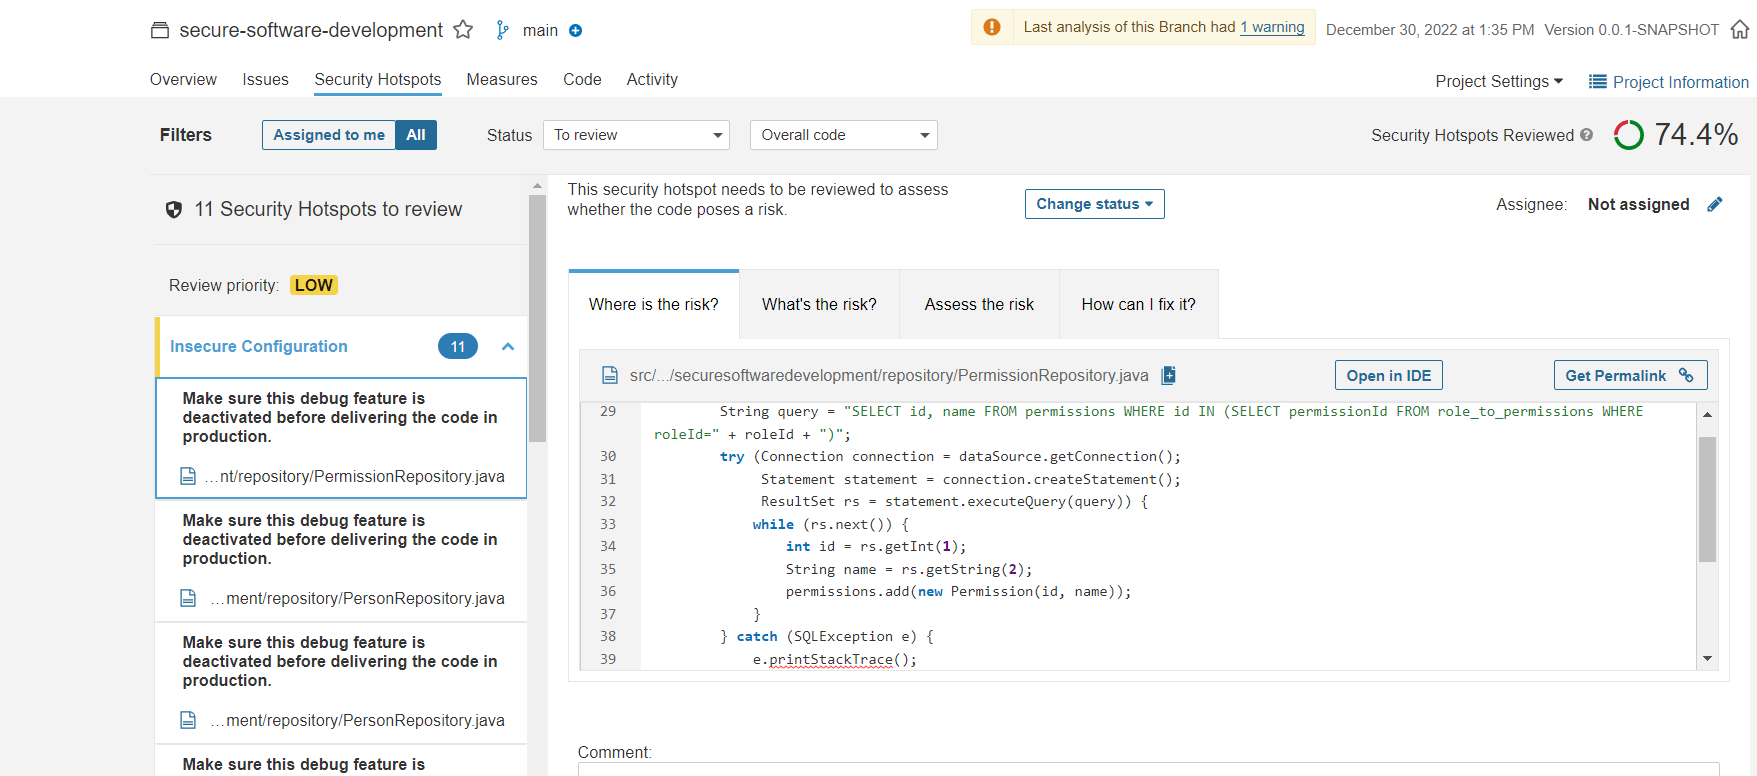 secure-software-development main
Last analysis of this Branch had 1 warning
December 30, 2022 at 1:35 PM Version 0.0.1-SNAPSHOT
Overview Issues Security Hotspots Measures Code Activity
Project Settings Project Information
Filters Assigned to me All Status To review Overall code
Security Hotspots Reviewed 74.4%
11 Security Hotspots to review
Review priority: LOW
Insecure Configuration 11
Make sure this debug feature is
deactivated before delivering the code in
production.
...nt/repository/PermissionRepository.java
Make sure this debug feature is
deactivated before delivering the code in
production.
...ment/repository/PersonRepository.java
Make sure this debug feature is
deactivated before delivering the code in
production.
...ment/repository/PersonRepository.java
Make sure this debug feature is
This security hotspot needs to be reviewed to assess
whether the code poses a risk.
Change status
Assignee: Not assigned
Where is the risk? What's the risk? Assess the risk How can I fix it?
src/.../securesoftwaredevelopment/repository/PermissionRepository.java
Open in IDE Get Permalink
29 String query = "SELECT id, name FROM permissions WHERE id IN (SELECT permissionId FROM role_to_permissions WHERE
roleId=" + roleId + ")";
30 try (Connection connection = dataSource.getConnection();
31 Statement statement = connection.createStatement();
32 ResultSet rs = statement.executeQuery(query)) {
33 while (rs.next()) {
34 int id = rs.getInt(1);
35 String name = rs.getString(2);
36 permissions.add(new Permission(id, name));
37 }
38 } catch (SQLException e) {
39 e.printStackTrace();
Comment: